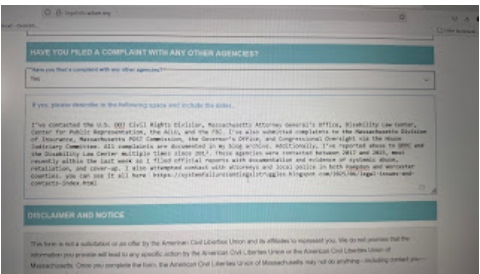 HAVE YOU FILED A COMPLAINT WITH ANY OTHER AGENCIES?
Have you filed a complaint with any other agencies?
Yes
If yes, please describe in the following space and include the dates.
I've contacted the U.S. DOJ Civil Rights Division, Massachusetts Attorney General's Office, Disability Law Center,
Center for Public Representation, the ACLU, and the FBI. I've also submitted complaints to the Massachusetts Division
of Insurance, Massachusetts POST Commission, the Governor's Office, and Congressional Oversight via the House
Judiciary Committee. All complaints are documented in my blog archive. Additionally, I've reported abuse to and
the Disability Law Center multiple times since 2017. These agencies were contacted between 2017 and 2025, most
recently within the last week as I filed official reports with documentation and evidence of systemic abuse,
retaliation, and cover-up. I also attempted contact with attorneys and local police in both Hampden and Worcester
counties. you can see it all here :
contacts-index.html
DISCLAIMER AND NOTICE
This form is not a solicitation or an offer by the American Civil Liberties Union and its affiliates to represent you. We do not promise that the
information you provide will lead to any specific action by the American Civil Liberties Union or the American Civil Liberties Union of
Massachusetts. Once you complete the form, the American Civil Liberties Union of Massachusetts may not do anything—including contact you—